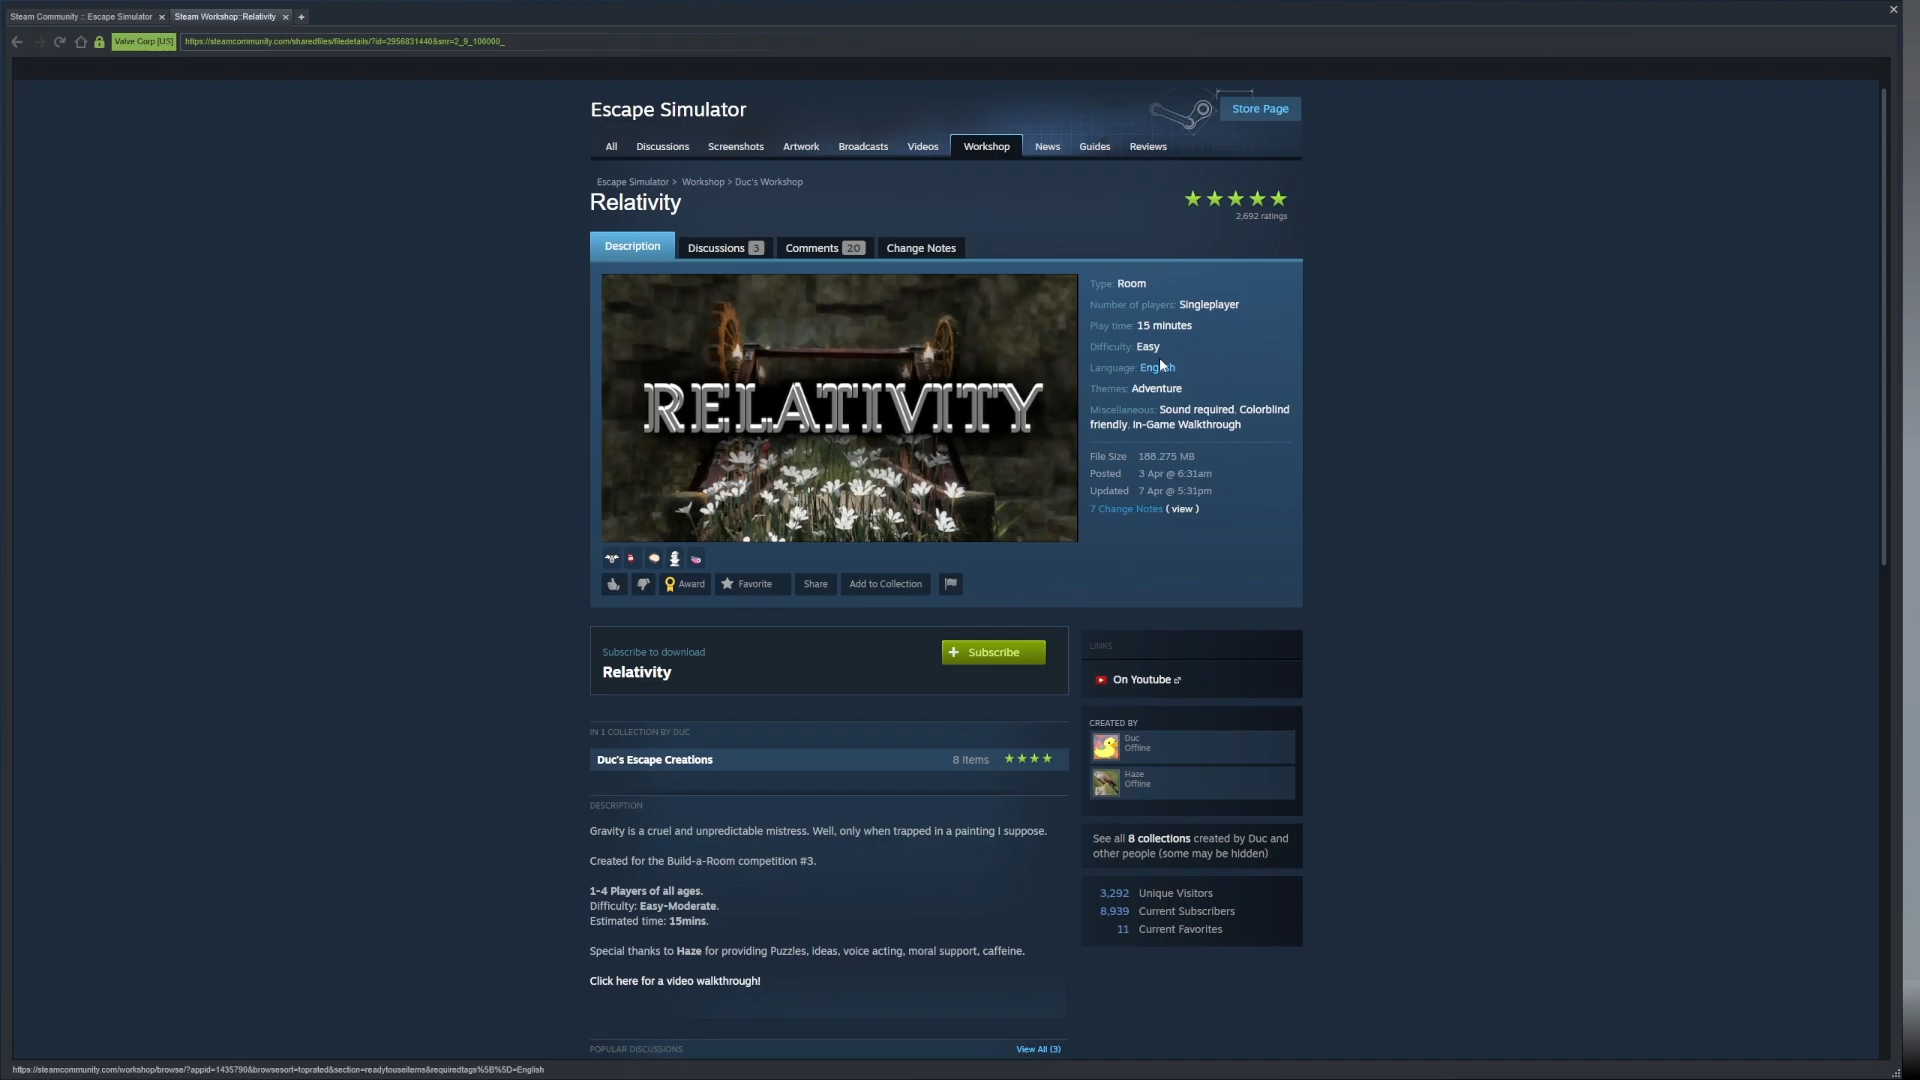 Steam Community :: Escape Simulator
Steam Workshop::Relativity
Valve Corp [US]
https://steamcommunity.com/sharedfiles/filedetails/?id=2956831440&snr=2_9_100000_
Escape Simulator
Store Page
All Discussions Screenshots Artwork Broadcasts Videos Workshop News Guides Reviews
Escape Simulator > Workshop > Duc's Workshop
Relativity
2,692 ratings
Description Discussions 3 Comments 20 Change Notes
RELATIVITY
Type: Room
Number of players: Singleplayer
Play time: 15 minutes
Difficulty: Easy
Language: English
Themes: Adventure
Miscellaneous: Sound required, Colorblind
friendly, In-Game Walkthrough
File Size 188.275 MB
Posted 3 Apr @ 6:31am
Updated 7 Apr @ 5:31pm
7 Change Notes ( view )
Award Favorite Share Add to Collection
Subscribe to download
Relativity
+ Subscribe
LINKS
On Youtube
IN 1 COLLECTION BY DUC
Duc's Escape Creations 8 items
CREATED BY
Duc
Offline
Haze
Offline
DESCRIPTION
Gravity is a cruel and unpredictable mistress. Well, only when trapped in a painting I suppose.
Created for the Build-a-Room competition #3.
1-4 Players of all ages.
Difficulty: Easy-Moderate.
Estimated time: 15mins.
Special thanks to Haze for providing Puzzles, ideas, voice acting, moral support, caffeine.
Click here for a video walkthrough!
See all 8 collections created by Duc and
other people (some may be hidden)
3,292 Unique Visitors
8,939 Current Subscribers
11 Current Favorites
POPULAR DISCUSSIONS View All (3)
https://steamcommunity.com/workshop/browse/?appid=1435790&browsesort=toprated&section=readytouseitems&requiredtags%5B%5D=English